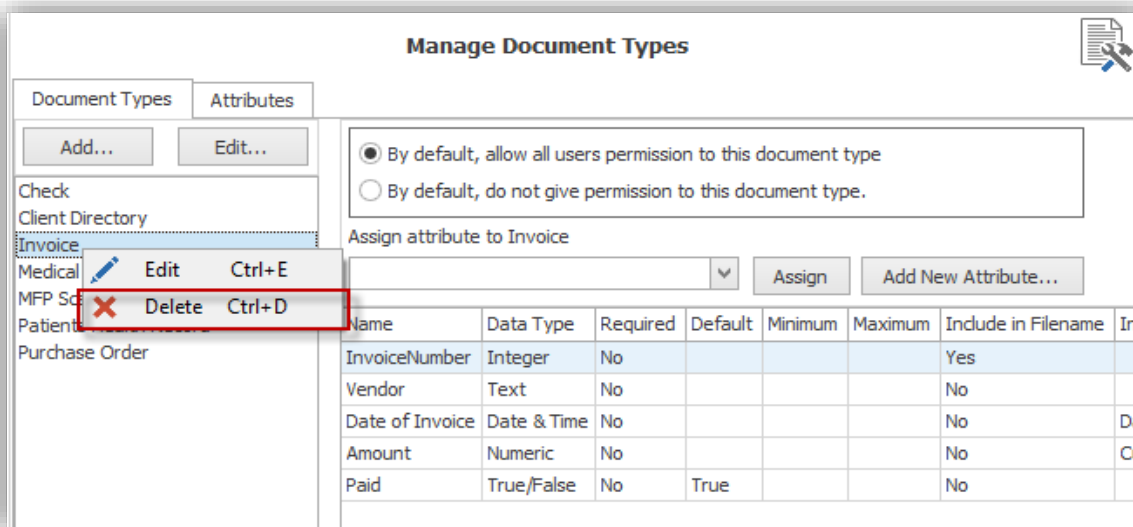 Manage Document Types
Document Types Attributes
Add... Edit...
Check
Client Directory
Invoice
Medical
MFP
Patient
Purchase Order
Edit Ctrl+E
Delete Ctrl+D
By default, allow all users permission to this document type
By default, do not give permission to this document type.
Assign attribute to Invoice
Assign Add New Attribute...
Name Data Type Required Default Minimum Maximum Include in Filename
InvoiceNumber Integer No Yes
Vendor Text No No
Date of Invoice Date & Time No No
Amount Numeric No No
Paid True/False No True No